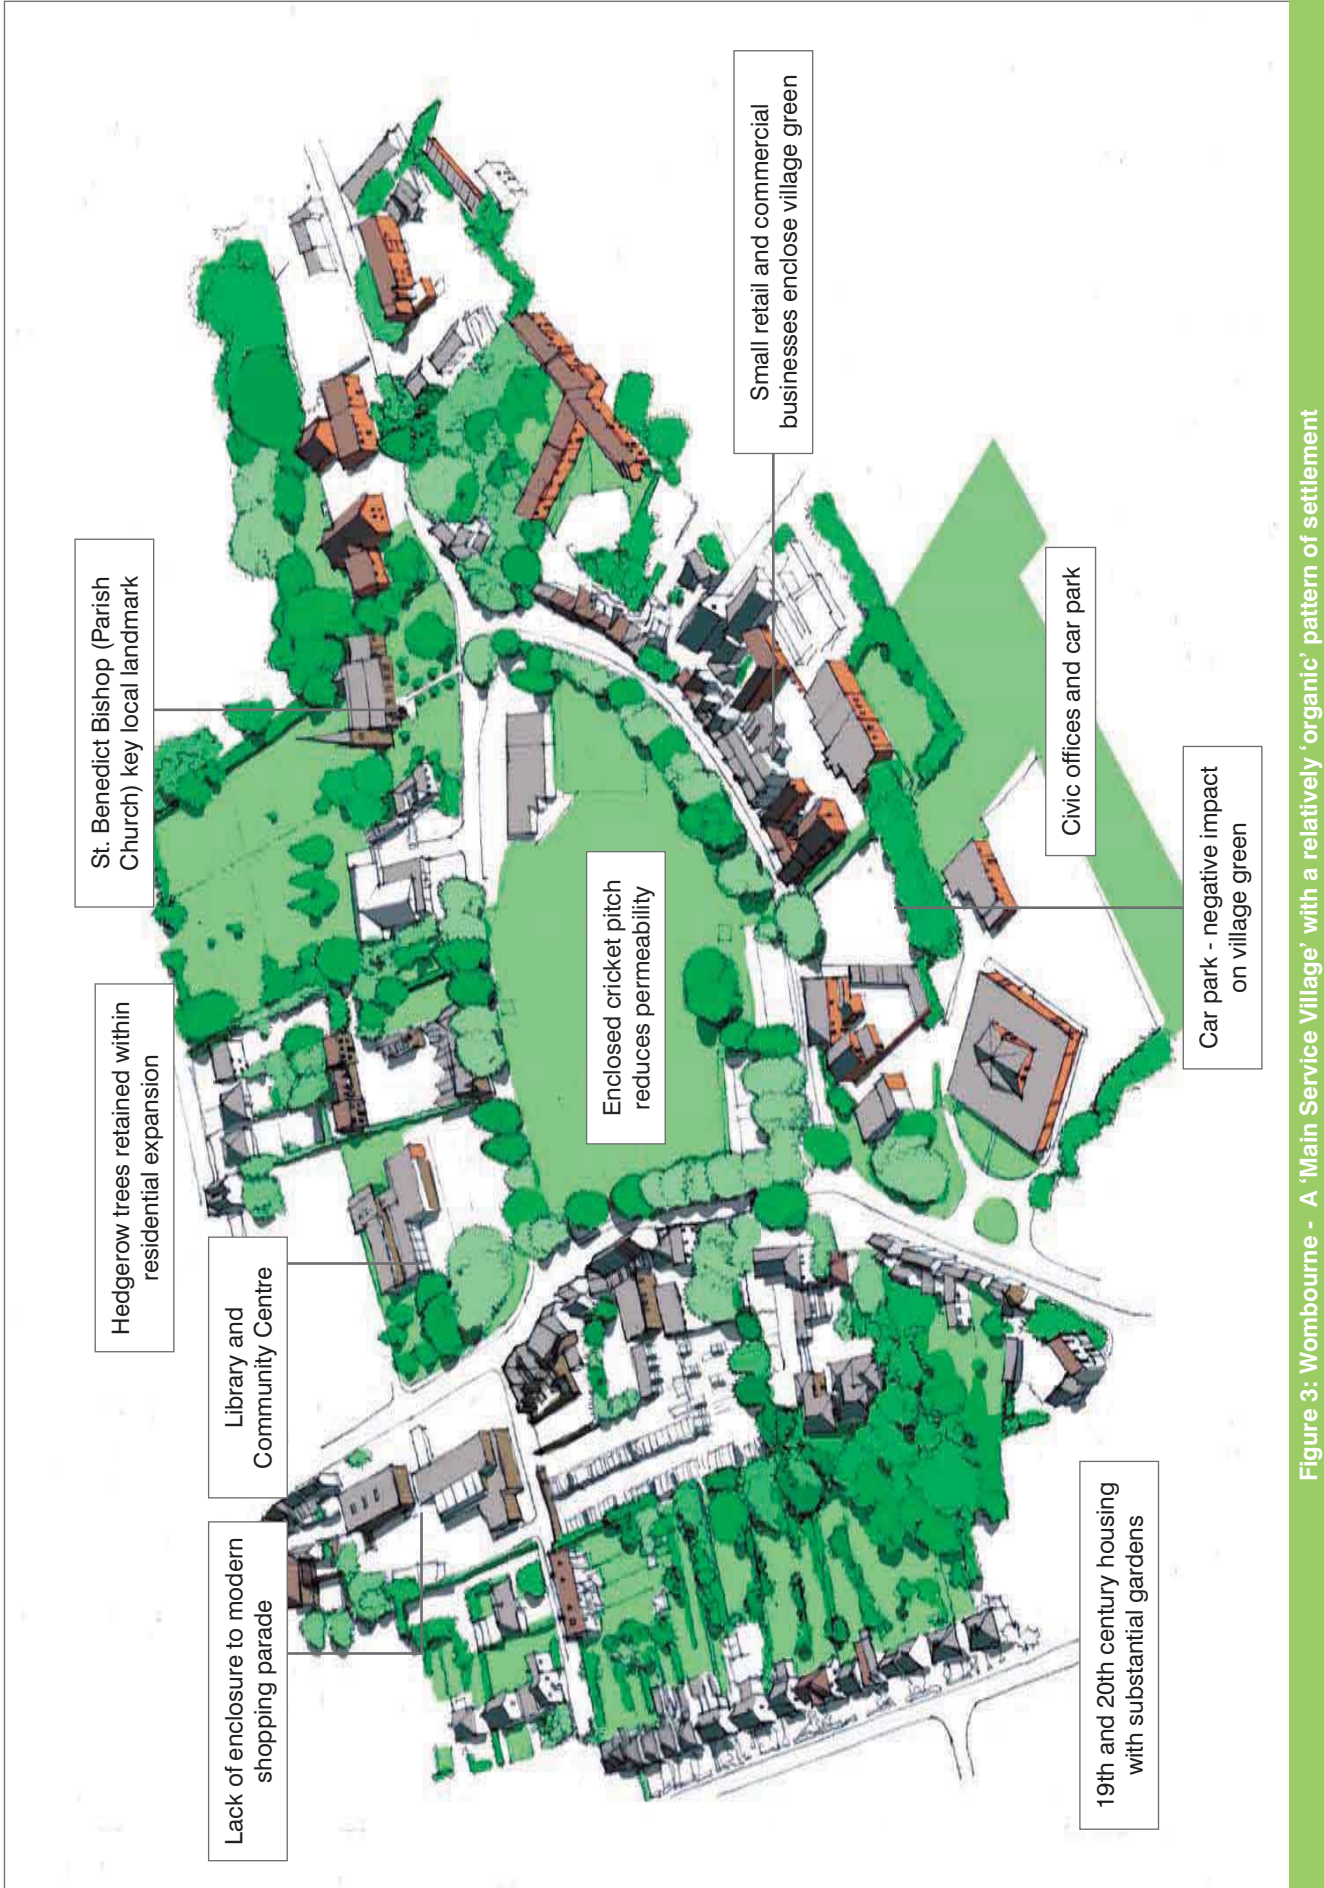 Lack of enclosure to modern
shopping parade
Library and
Community Centre
Hedgerow trees retained within
residential expansion
St. Benedict Bishop (Parish
Church) key local landmark
Enclosed cricket pitch
reduces permeability
Small retail and commercial
businesses enclose village green
19th and 20th century housing
with substantial gardens
Car park - negative impact
on village green
Civic offices and car park
Figure 3: Wombourne - A ‘Main Service Village’ with a relatively ‘organic’ pattern of settlement